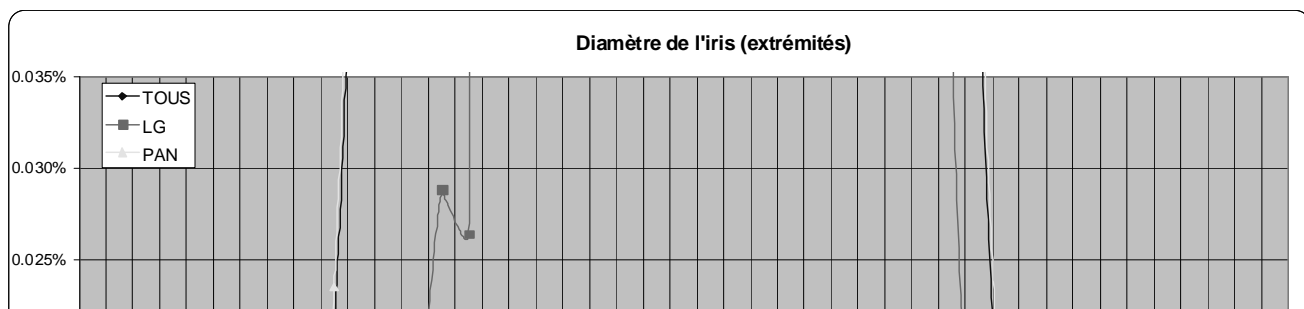 Diamètre de l'iris (extrémités)
0.035%
TOUS
LG
PAN
0.030%
0.025%